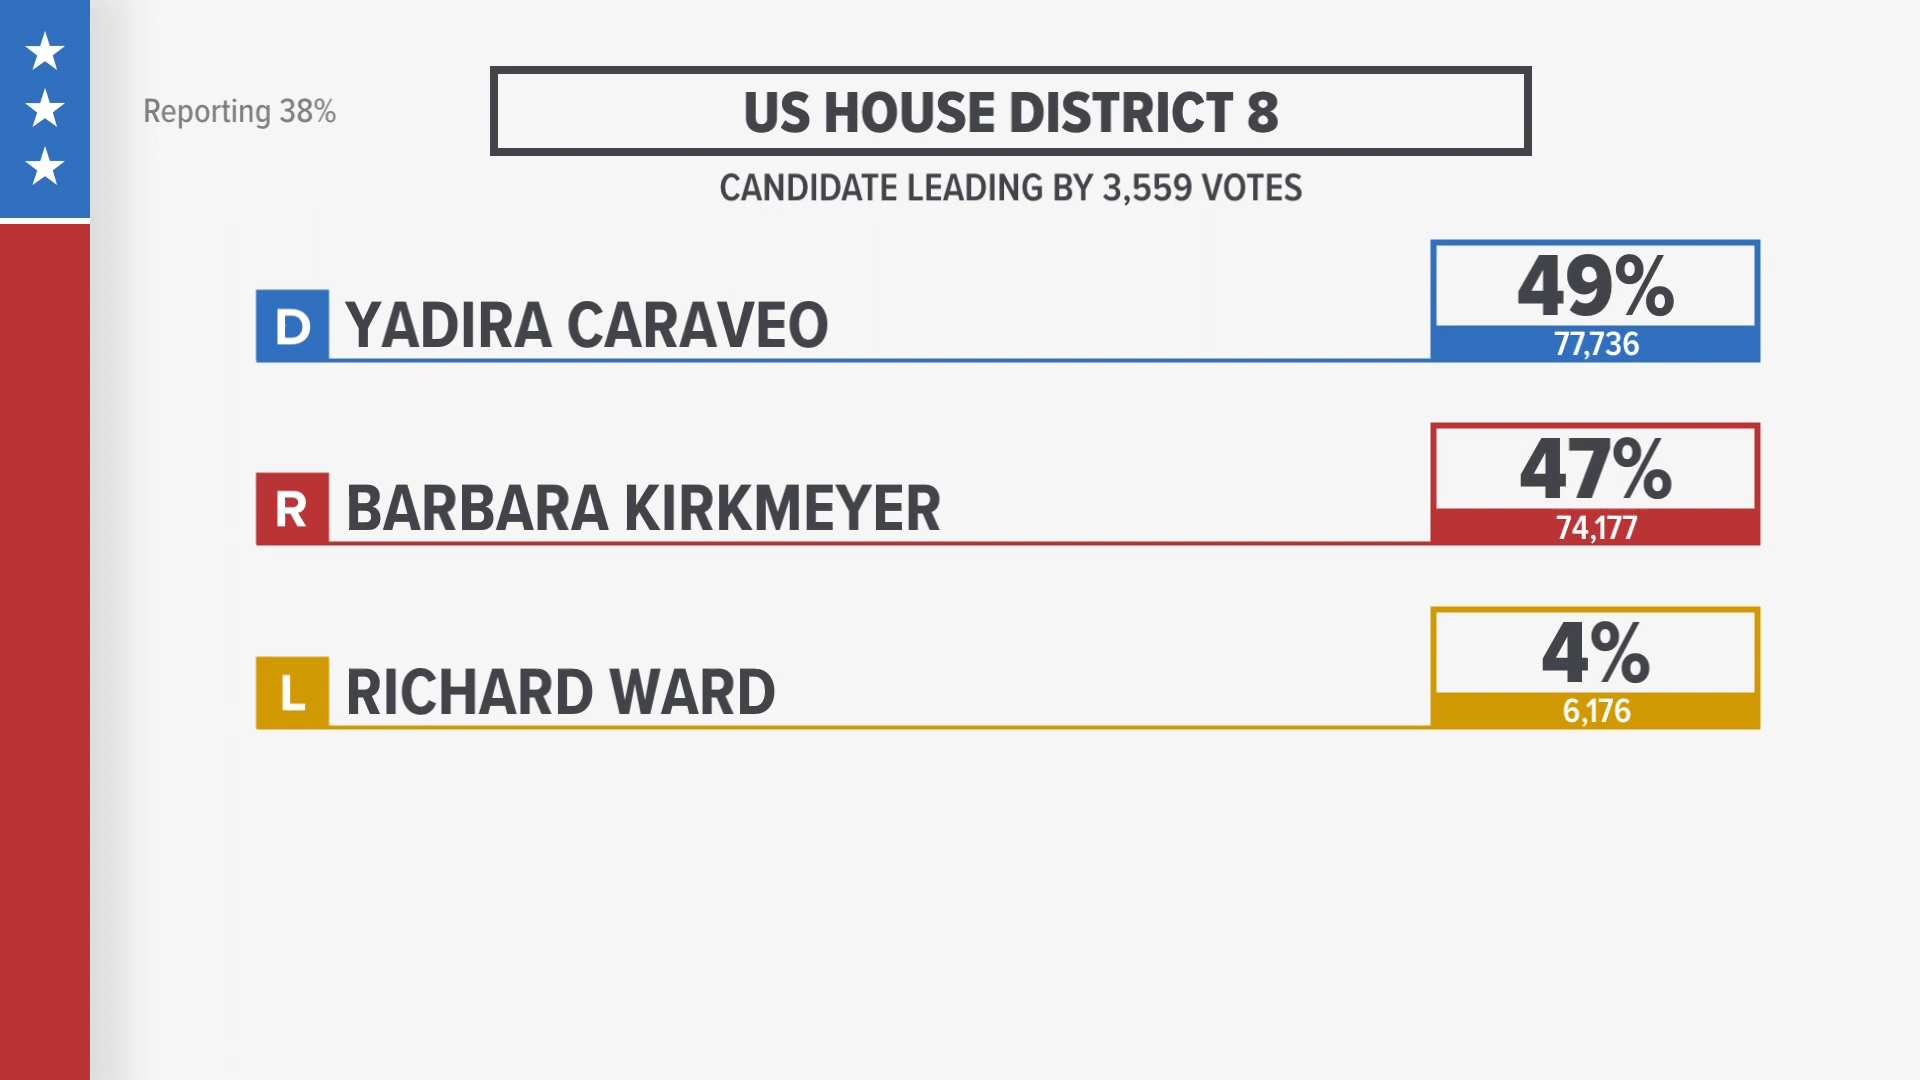 Reporting 38%
US HOUSE DISTRICT 8
CANDIDATE LEADING BY 3,559 VOTES
D YADIRA CARAVEO 49%
77,736
R BARBARA KIRKMEYER 47%
74,177
L RICHARD WARD 4%
6,176